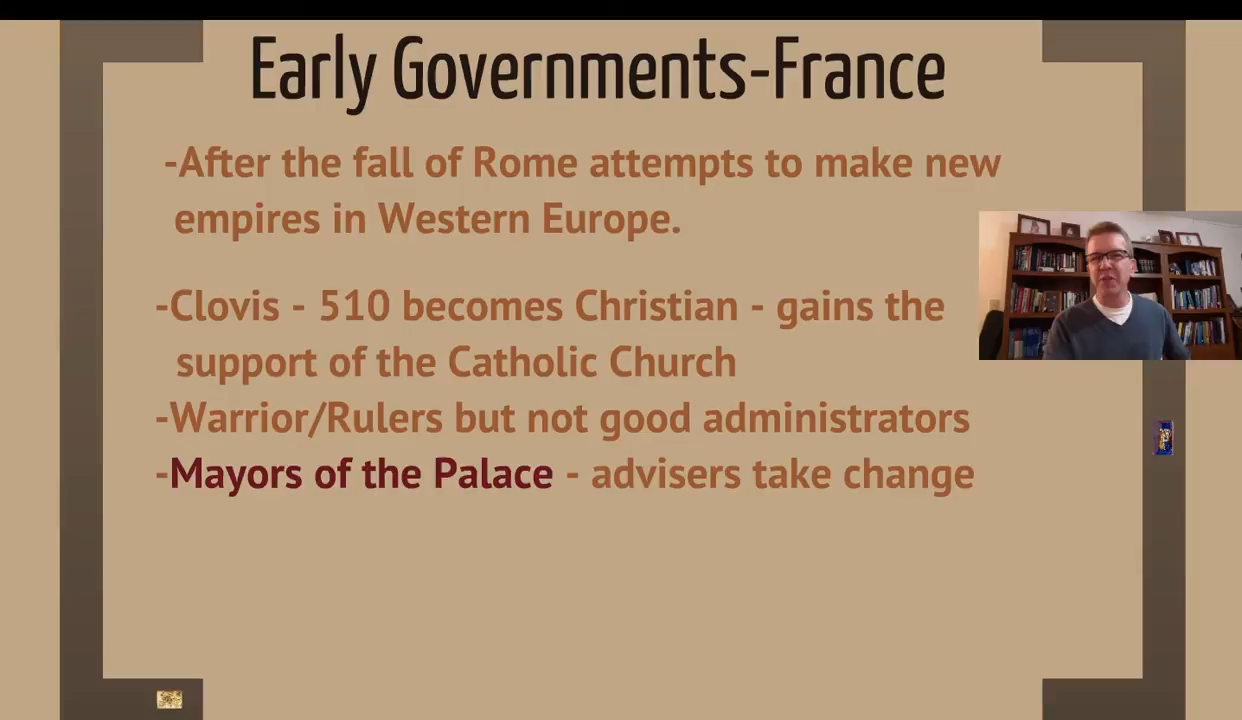 Early Governments-France
-After the fall of Rome attempts to make new
empires in Western Europe.
-Clovis - 510 becomes Christian - gains the
support of the Catholic Church
-Warrior/Rulers but not good administrators
-Mayors of the Palace - advisers take change